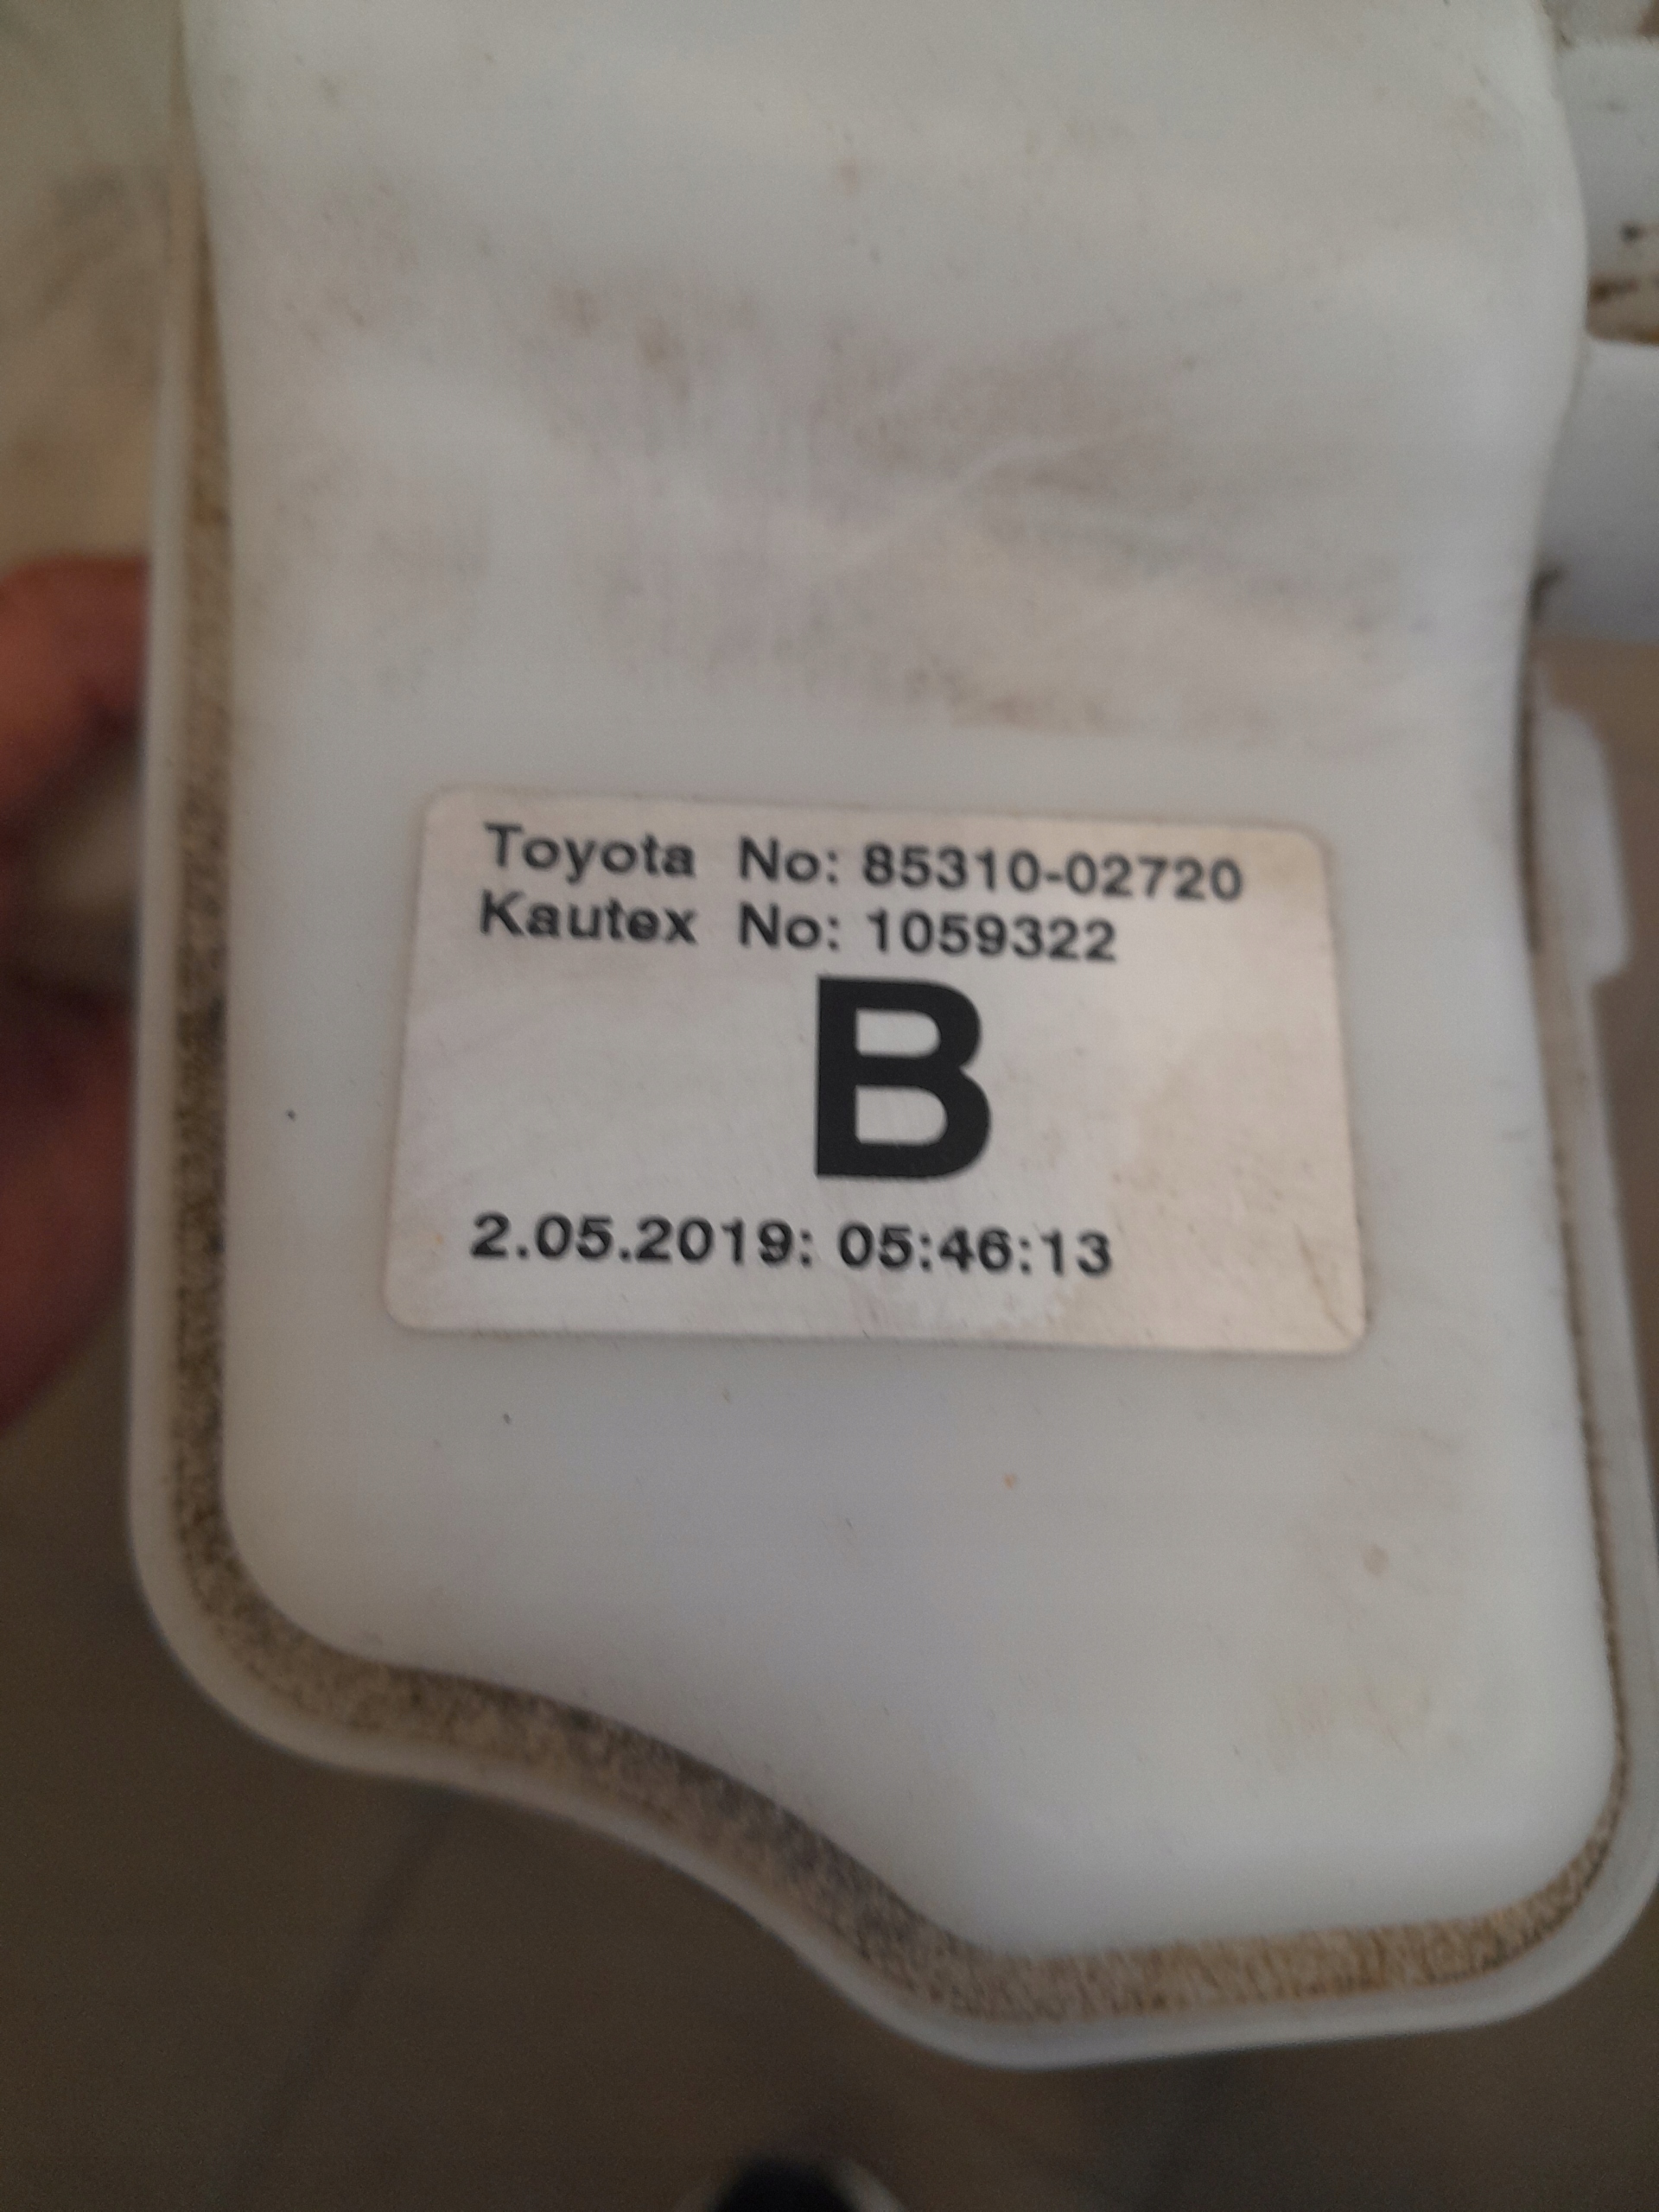 Toyota No: 85310-02720
Kautex No: 1059322
B
2.05.2019: 05:46:13